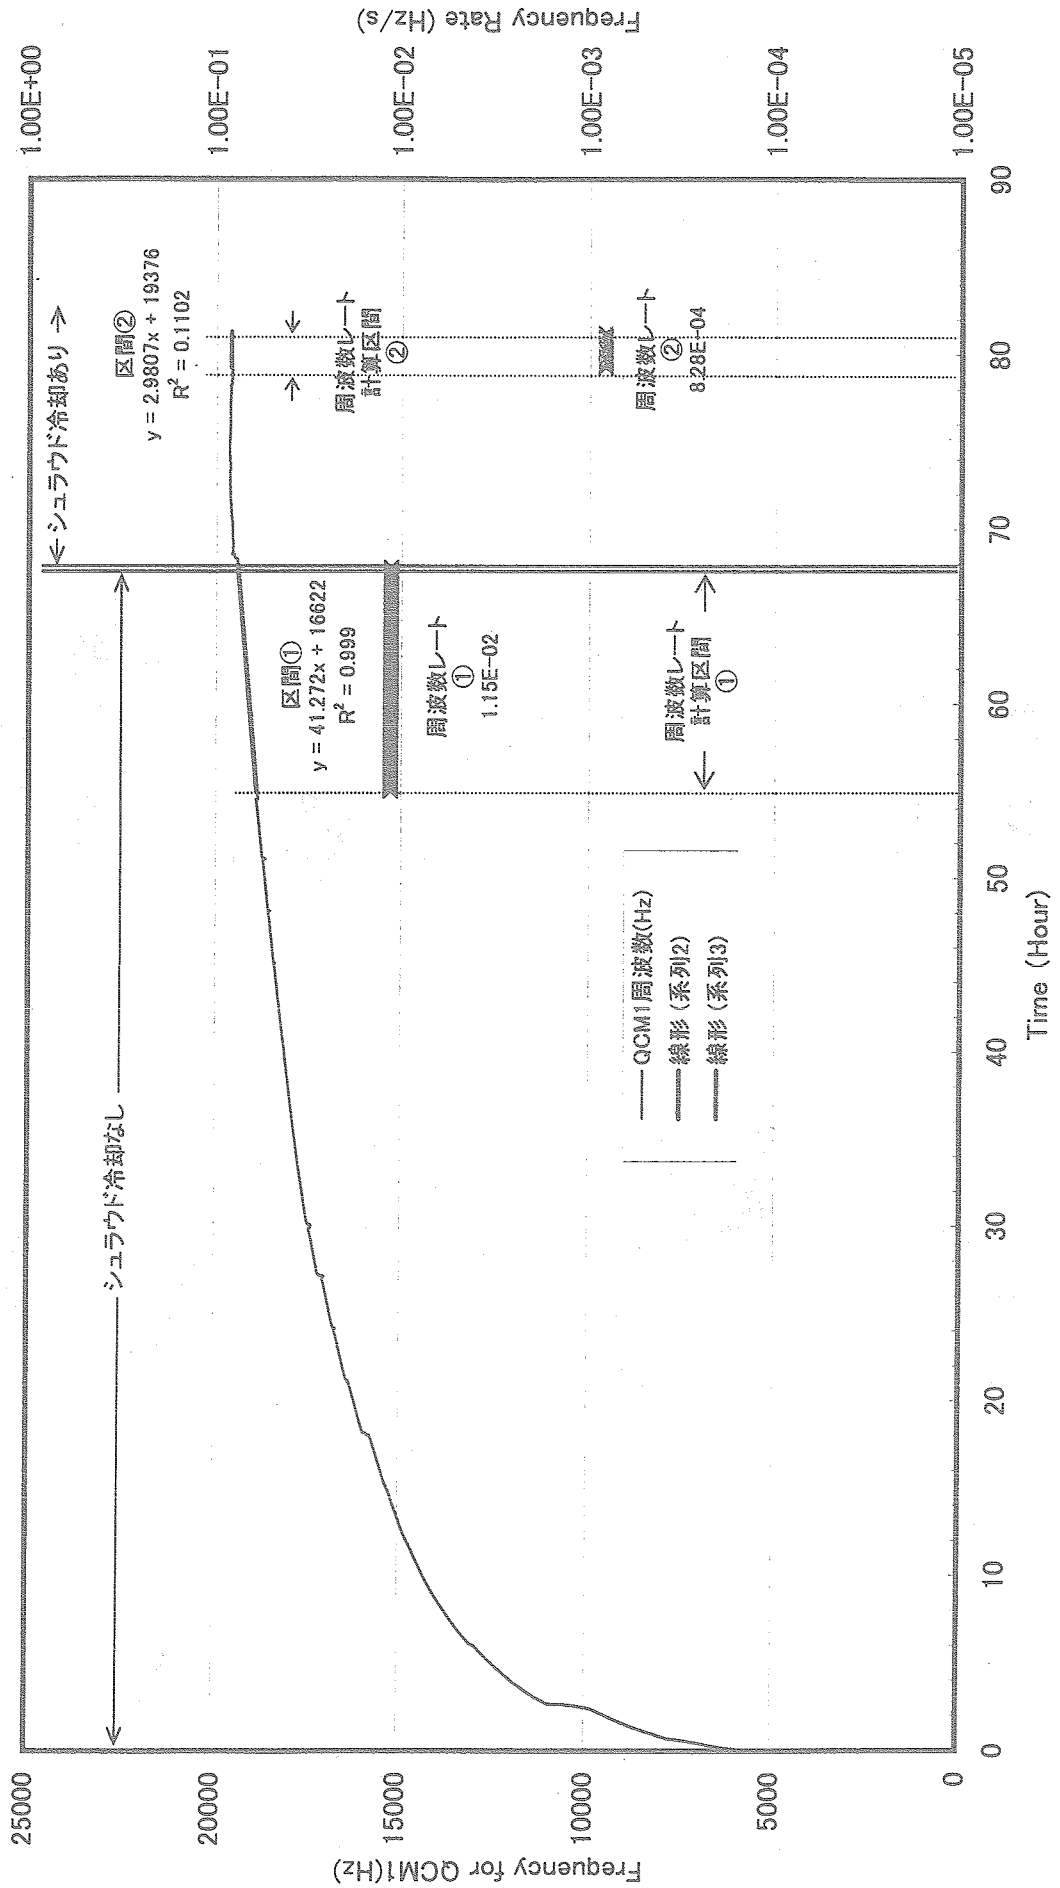 シュラウド冷却なし
シュラウド冷却あり
区間②
y = 2.9807x + 19376
R² = 0.1102
区間①
y = 41.272x + 16622
R² = 0.999
周波数レート
計算区間
②
周波数レート
①
1.15E-02
周波数レート
②
8.28E-04
周波数レート
計算区間
①
QCM1周波数(Hz)
線形 (系列2)
線形 (系列3)
Frequency for QCM1(Hz)
25000
20000
15000
10000
5000
0
Frequency Rate (Hz/s)
1.00E+00
1.00E-01
1.00E-02
1.00E-03
1.00E-04
1.00E-05
0
10
20
30
40
50
60
70
80
90
Time (Hour)